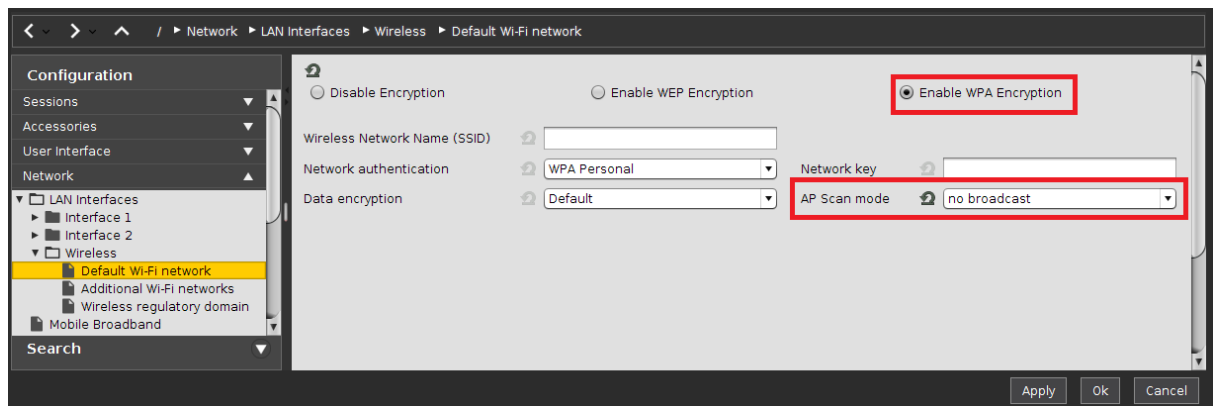 / Network LAN Interfaces Wireless Default Wi-Fi network
Configuration
Sessions
Accessories
User Interface
Network
LAN Interfaces
Interface 1
Interface 2
Wireless
Default Wi-Fi network
Additional Wi-Fi networks
Wireless regulatory domain
Mobile Broadband
Search
Disable Encryption Enable WEP Encryption Enable WPA Encryption
Wireless Network Name (SSID)
Network authentication WPA Personal Network key
Data encryption Default AP Scan mode no broadcast
Apply Ok Cancel